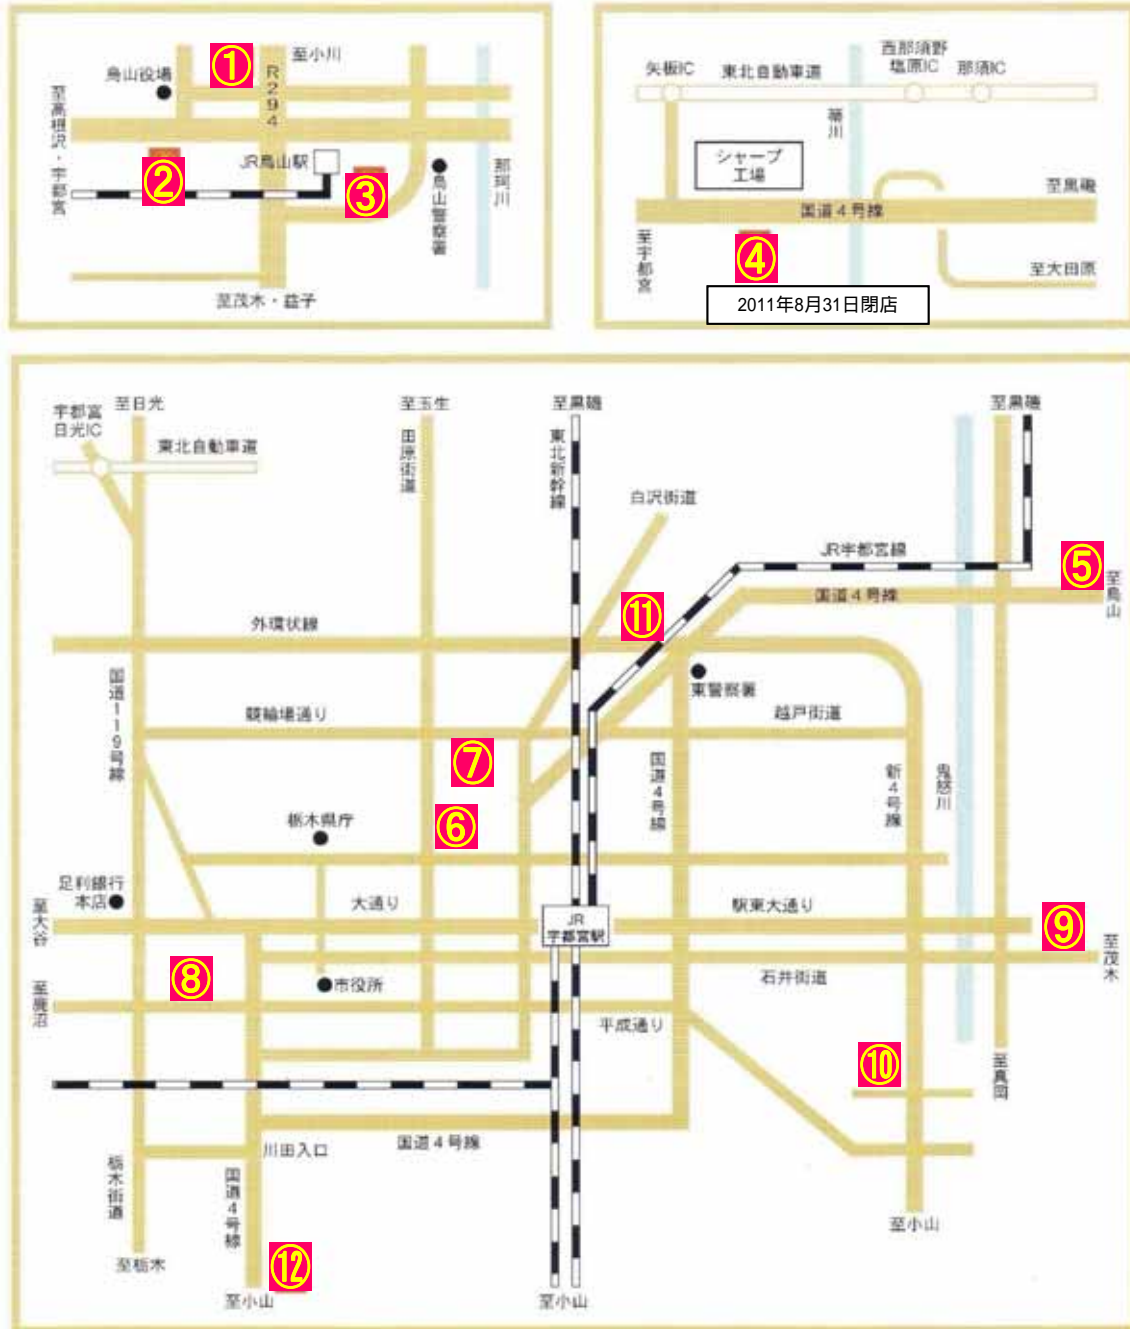 ①
至小川
烏山役場
R294
至高根沢・宇都宮
②
JR烏山駅
③
烏山警察署
那珂川
至茂木・益子
西那須野
塩原IC
那須IC
矢板IC
東北自動車道
箒川
シャープ
工場
至黒磯
国道4号線
至宇都宮
④
至大田原
2011年8月31日閉店
宇都宮
日光IC
至日光
東北自動車道
至玉生
田原街道
至黒磯
東北新幹線
白沢街道
至黒磯
JR宇都宮線
⑤
至烏山
国道4号線
⑪
外環状線
東警察署
国道119号線
競輪場通り
越戸街道
⑦
国道4号線
新4号線
鬼怒川
⑥
栃木県庁
足利銀行
本店
至大谷
大通り
JR
宇都宮駅
駅東大通り
⑨
至茂木
⑧
市役所
石井街道
至鹿沼
平成通り
⑩
至真岡
国道4号線
川田入口
栃木街道
国道4号線
至小山
至栃木
⑫
至小山
至小山